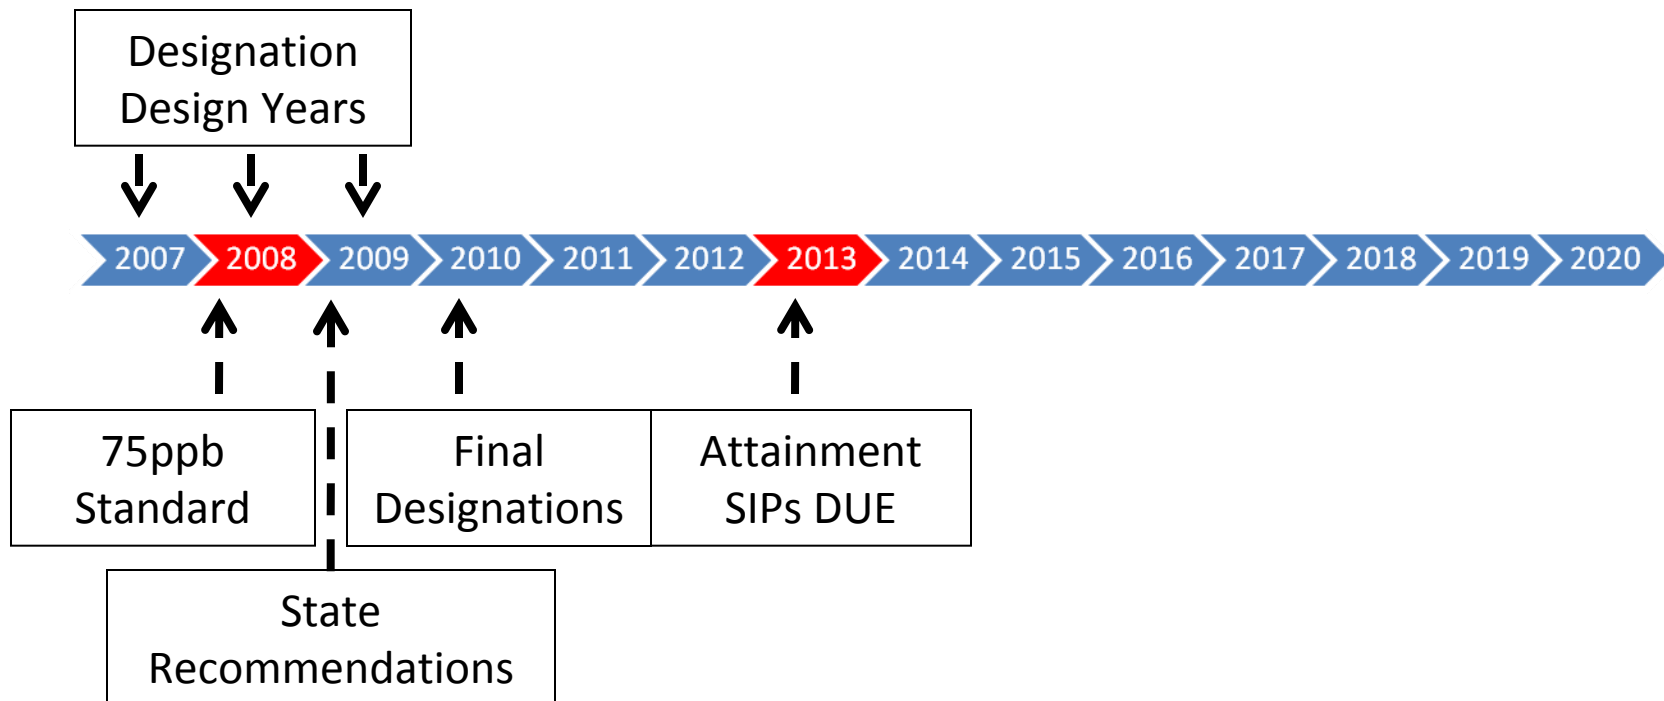 Designation
Design Years
2007 2008 2009 2010 2011 2012 2013 2014 2015 2016 2017 2018 2019 2020
75ppb
Standard
Final
Designations
Attainment
SIPs DUE
State
Recommendations